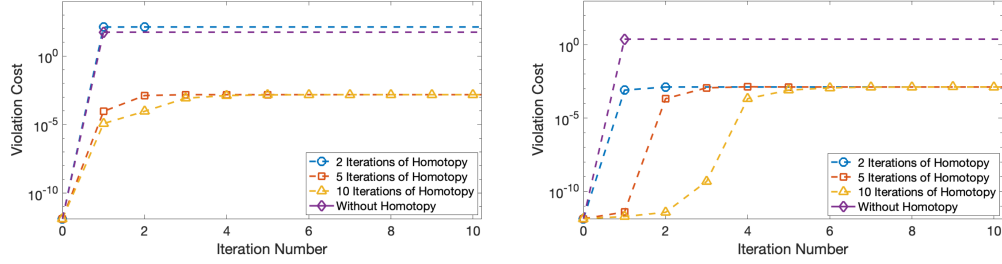 Violation Cost
10^0
10^-5
10^-10
0 2 4 6 8 10
Iteration Number
2 Iterations of Homotopy
5 Iterations of Homotopy
10 Iterations of Homotopy
Without Homotopy
Violation Cost
10^0
10^-5
10^-10
0 2 4 6 8 10
Iteration Number
2 Iterations of Homotopy
5 Iterations of Homotopy
10 Iterations of Homotopy
Without Homotopy